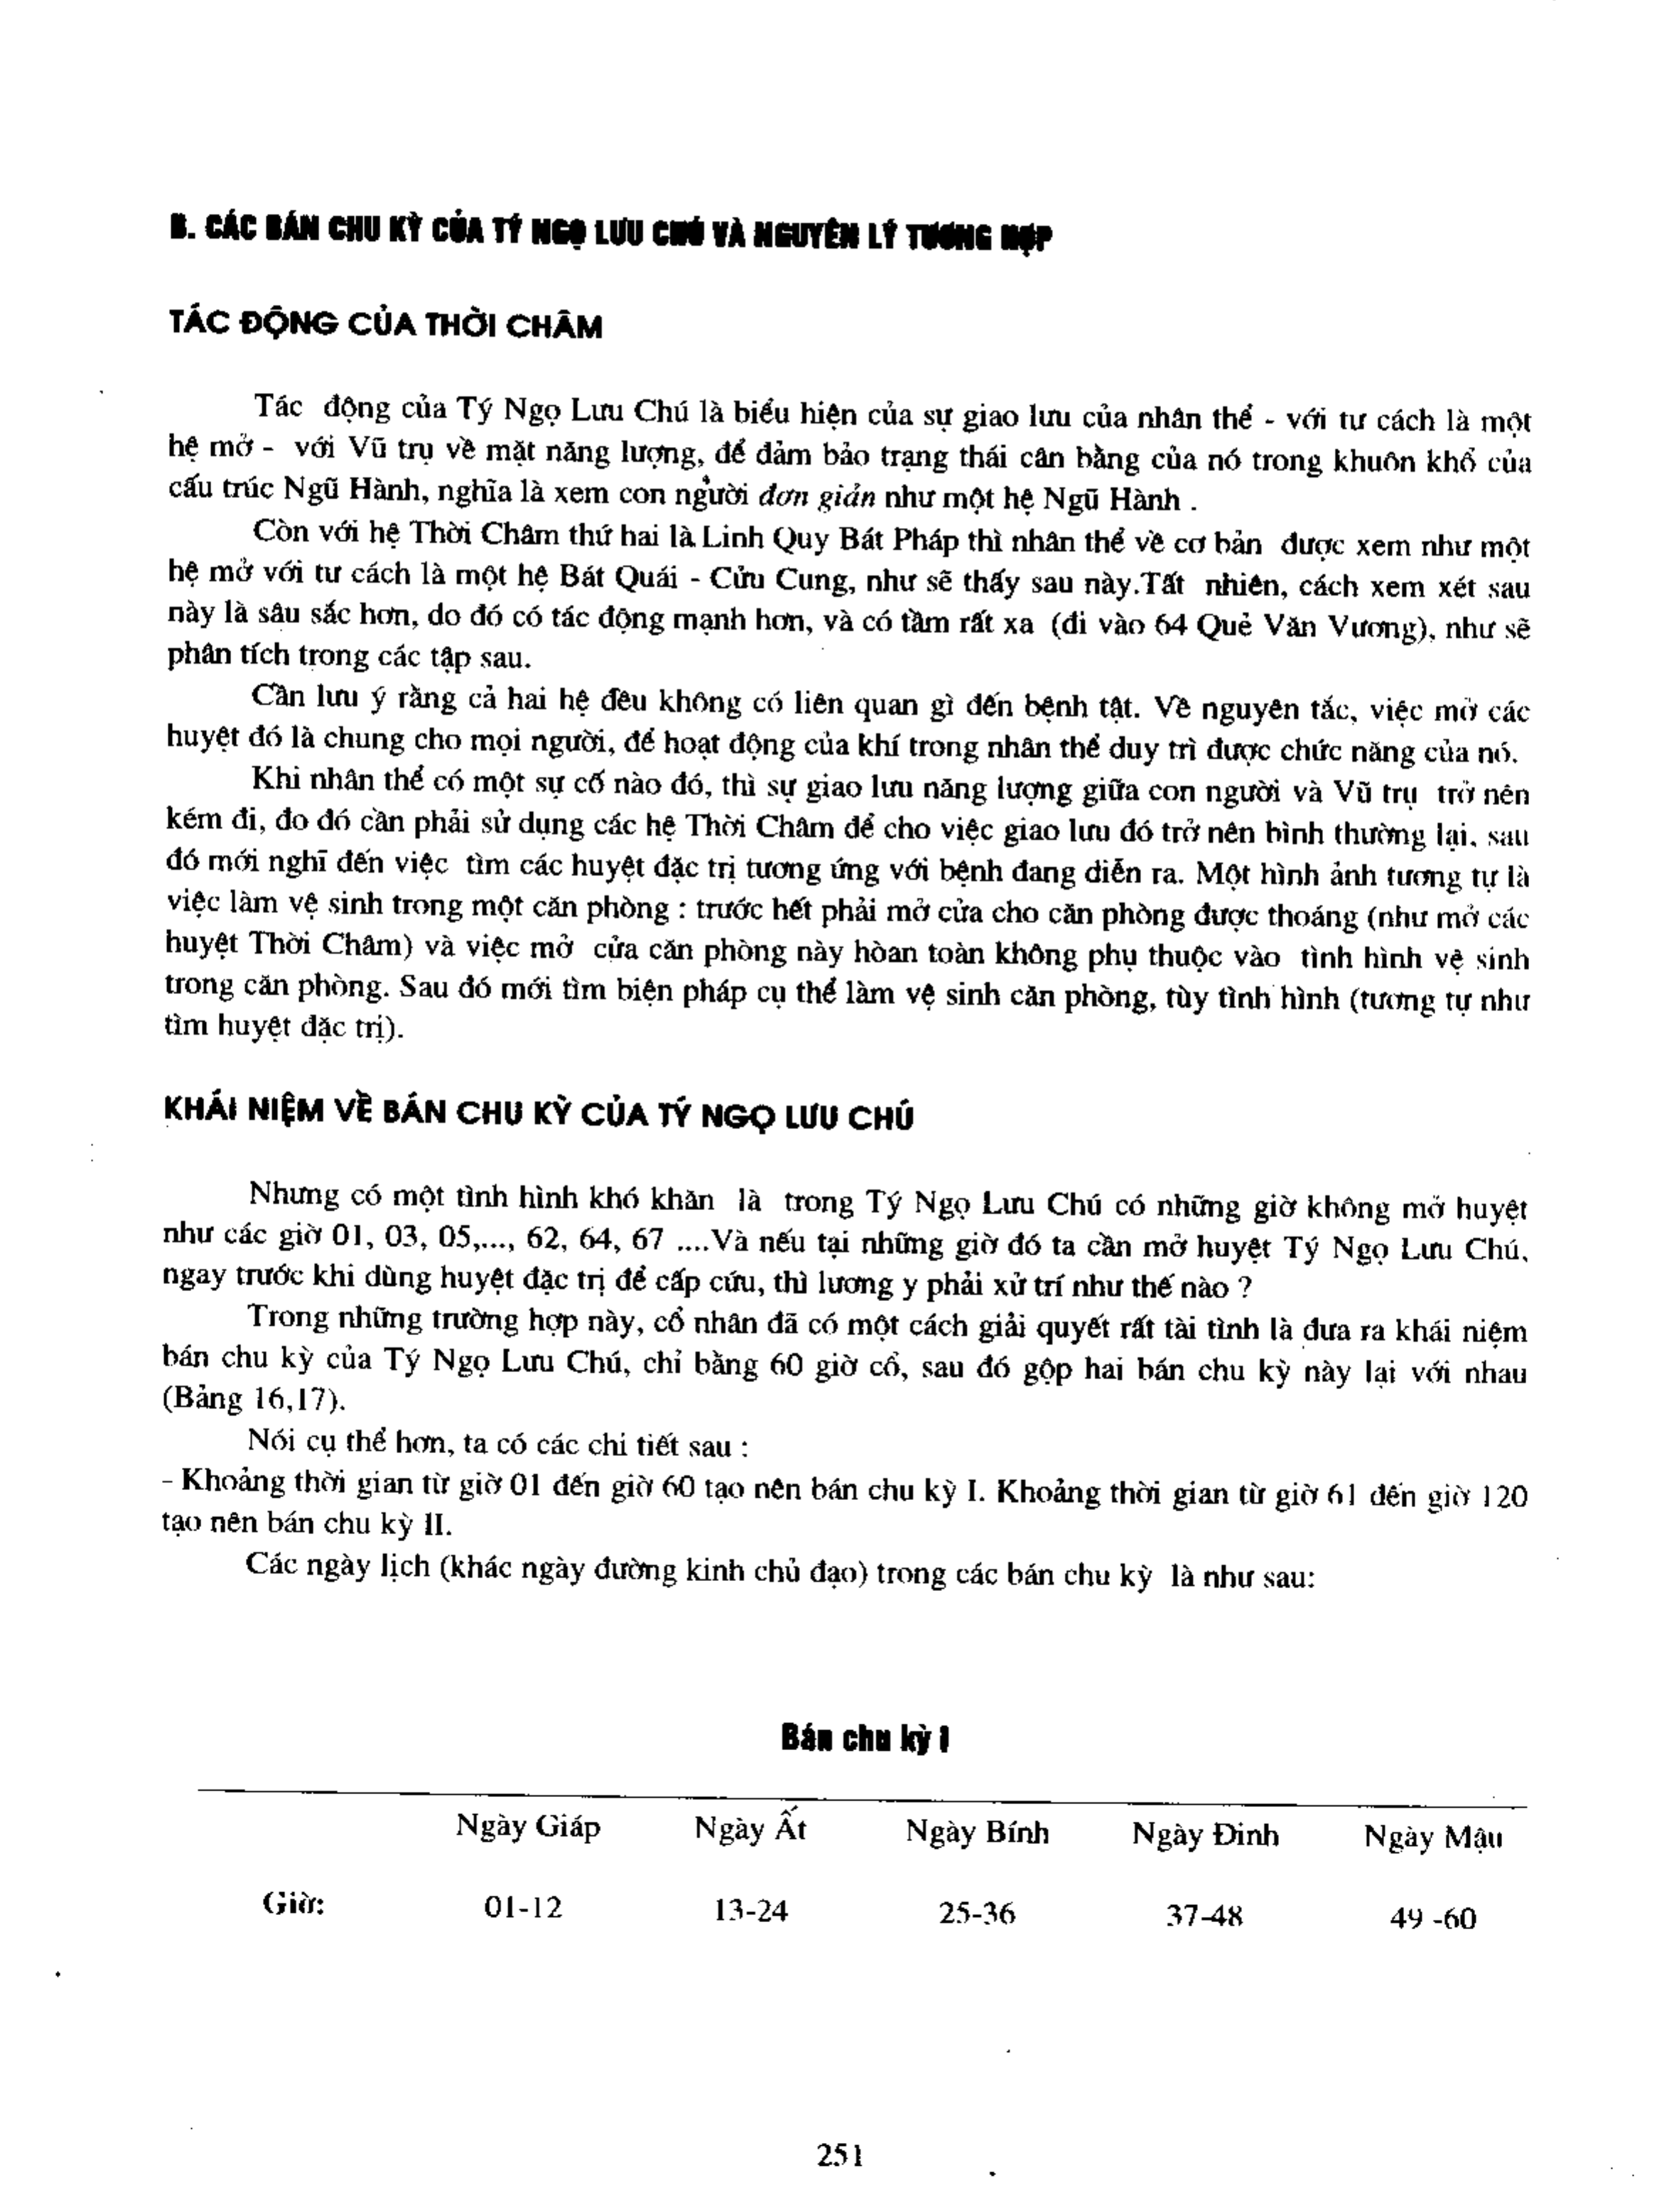 B. CÁC BÁN CHU KỲ CỦA TÝ NGỌ LƯU CHÚ VÀ NGUYÊN LÝ TƯƠNG HỢP
TÁC ĐỘNG CỦA THỜI CHÂM
Tác động của Tý Ngọ Lưu Chú là biểu hiện của sự giao lưu của nhân thể - với tư cách là một
hệ mở - với Vũ trụ về mặt năng lượng, để đảm bảo trạng thái cân bằng của nó trong khuôn khổ của
cấu trúc Ngũ Hành, nghĩa là xem con người đơn giản như một hệ Ngũ Hành .
Còn với hệ Thời Châm thứ hai là Linh Quy Bát Pháp thì nhân thể về cơ bản được xem như một
hệ mở với tư cách là một hệ Bát Quái - Cửu Cung, như sẽ thấy sau này.Tất nhiên, cách xem xét sau
này là sâu sắc hơn, do đó có tác động mạnh hơn, và có tầm rất xa (đi vào 64 Quẻ Văn Vương), như sẽ
phân tích trong các tập sau.
Cần lưu ý rằng cả hai hệ đều không có liên quan gì đến bệnh tật. Về nguyên tắc, việc mở các
huyệt đó là chung cho mọi người, để hoạt động của khí trong nhân thể duy trì được chức năng của nó.
Khi nhân thể có một sự cố nào đó, thì sự giao lưu năng lượng giữa con người và Vũ trụ trở nên
kém đi, đo đó cần phải sử dụng các hệ Thời Châm để cho việc giao lưu đó trở nên bình thường lại, sau
đó mới nghĩ đến việc tìm các huyệt đặc trị tương ứng với bệnh đang diễn ra. Một hình ảnh tương tự là
việc làm vệ sinh trong một căn phòng : trước hết phải mở cửa cho căn phòng được thoáng (như mở các
huyệt Thời Châm) và việc mở cửa căn phòng này hòan toàn không phụ thuộc vào tình hình vệ sinh
trong căn phòng. Sau đó mới tìm biện pháp cụ thể làm vệ sinh căn phòng, tùy tình hình (tương tự như
tìm huyệt đặc trị).
KHÁI NIỆM VỀ BÁN CHU KỲ CỦA TÝ NGỌ LƯU CHÚ
Nhưng có một tình hình khó khăn là trong Tý Ngọ Lưu Chú có những giờ không mở huyệt
như các giờ 01, 03, 05,..., 62, 64, 67 ....Và nếu tại những giờ đó ta cần mở huyệt Tý Ngọ Lưu Chú,
ngay trước khi dùng huyệt đặc trị để cấp cứu, thì lương y phải xử trí như thế nào ?
Trong những trường hợp này, cổ nhân đã có một cách giải quyết rất tài tình là đưa ra khái niệm
bán chu kỳ của Tý Ngọ Lưu Chú, chỉ bằng 60 giờ cổ, sau đó gộp hai bán chu kỳ này lại với nhau
(Bảng 16,17).
Nói cụ thể hơn, ta có các chi tiết sau :
- Khoảng thời gian từ giờ 01 đến giờ 60 tạo nên bán chu kỳ I. Khoảng thời gian từ giờ 61 đến giờ 120
tạo nên bán chu kỳ II.
Các ngày lịch (khác ngày đường kinh chủ đạo) trong các bán chu kỳ là như sau:
Bán chu kỳ I
Ngày Giáp Ngày Ất Ngày Bính Ngày Đinh Ngày Mậu
Giờ: 01-12 13-24 25-36 37-48 49 -60
251